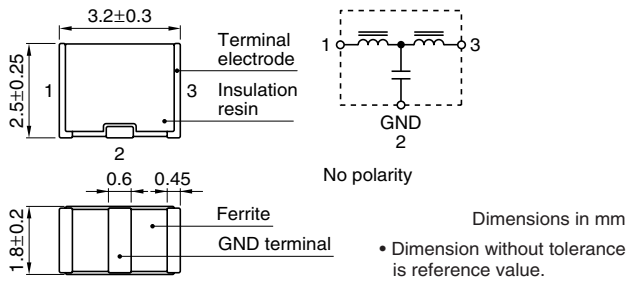 3.2±0.3
Terminal
electrode
2.5±0.25
1
3
Insulation
resin
2
1
3
GND
2
No polarity
0.6
0.45
1.8±0.2
Ferrite
GND terminal
Dimensions in mm
• Dimension without tolerance
is reference value.